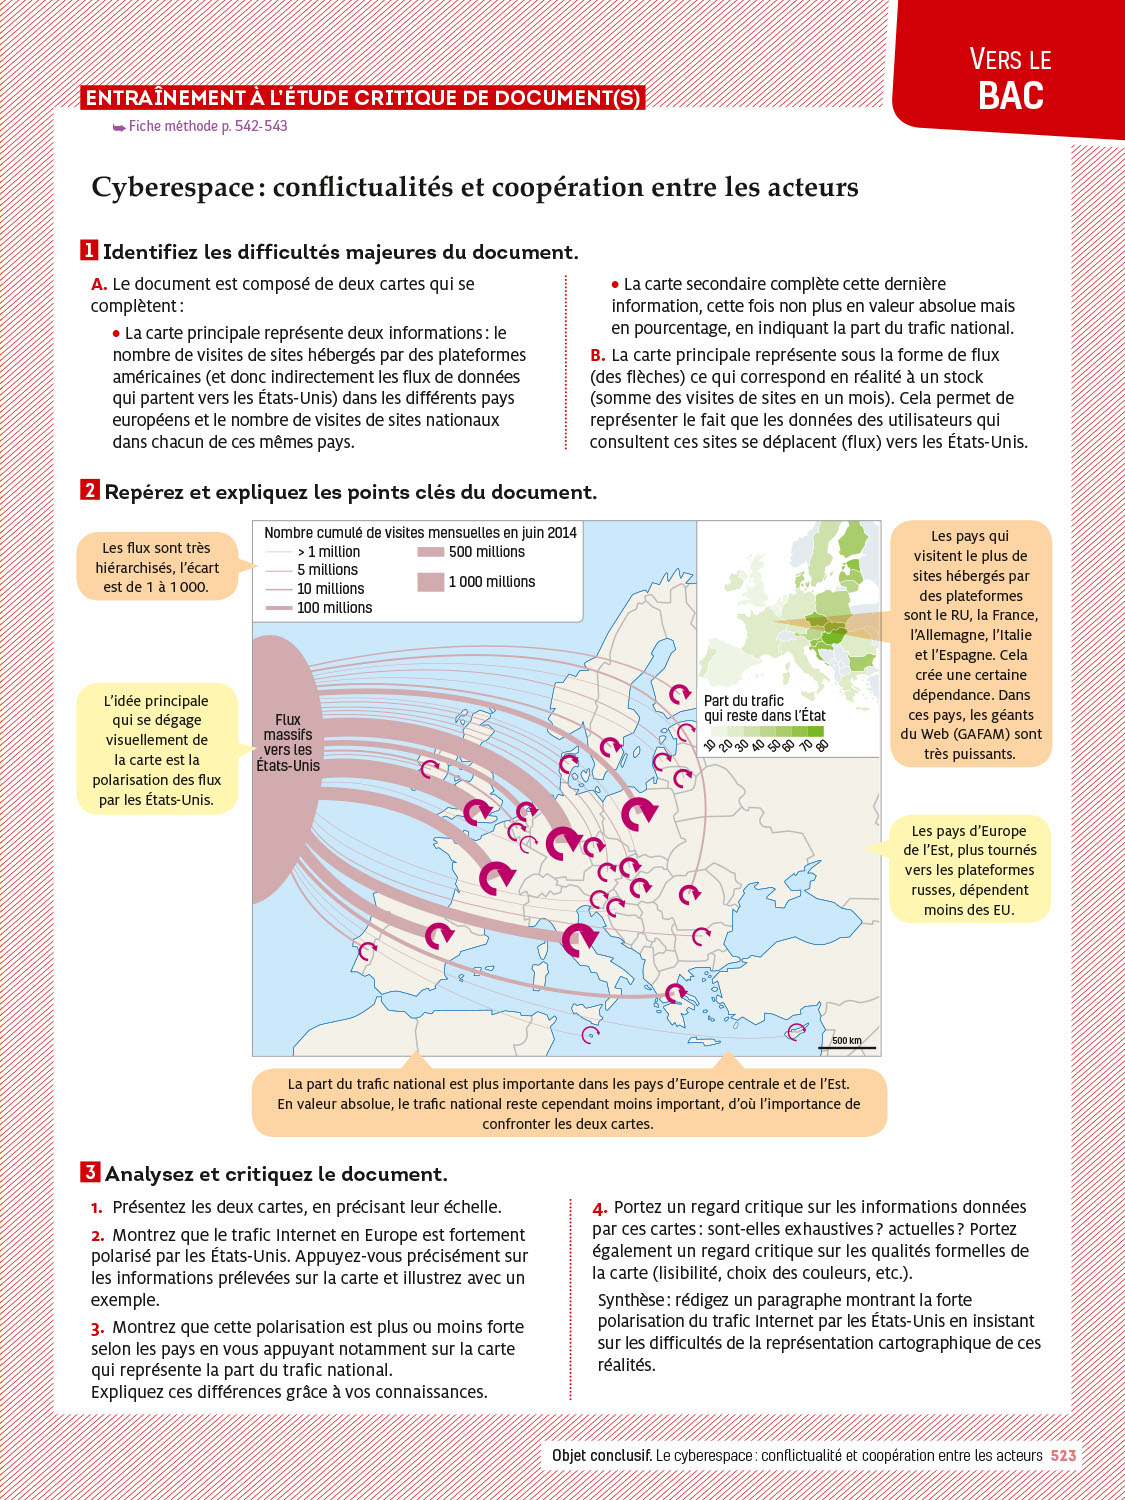 VERS LE
BAC
ENTRAÎNEMENT À L'ÉTUDE CRITIQUE DE DOCUMENT(S)
➥ Fiche méthode p. 542-543
Cyberespace : conflictualités et coopération entre les acteurs
1 Identifiez les difficultés majeures du document.
A. Le document est composé de deux cartes qui se
complètent :
• La carte principale représente deux informations : le
nombre de visites de sites hébergés par des plateformes
américaines (et donc indirectement les flux de données
qui partent vers les États-Unis) dans les différents pays
européens et le nombre de visites de sites nationaux
dans chacun de ces mêmes pays.
• La carte secondaire complète cette dernière
information, cette fois non plus en valeur absolue mais
en pourcentage, en indiquant la part du trafic national.
B. La carte principale représente sous la forme de flux
(des flèches) ce qui correspond en réalité à un stock
(somme des visites de sites en un mois). Cela permet de
représenter le fait que les données des utilisateurs qui
consultent ces sites se déplacent (flux) vers les États-Unis.
2 Repérez et expliquez les points clés du document.
Les flux sont très
hiérarchisés, l'écart
est de 1 à 1 000.
L'idée principale
qui se dégage
visuellement de
la carte est la
polarisation des flux
par les États-Unis.
Nombre cumulé de visites mensuelles en juin 2014
> 1 million
5 millions
10 millions
100 millions
500 millions
1 000 millions
Flux
massifs
vers les
États-Unis
Part du trafic
qui reste dans l'État
10 20 30 40 50 60 70 80
500 km
Les pays qui
visitent le plus de
sites hébergés par
des plateformes
sont le RU, la France,
l'Allemagne, l'Italie
et l'Espagne. Cela
crée une certaine
dépendance. Dans
ces pays, les géants
du Web (GAFAM) sont
très puissants.
Les pays d'Europe
de l'Est, plus tournés
vers les plateformes
russes, dépendent
moins des EU.
La part du trafic national est plus importante dans les pays d'Europe centrale et de l'Est.
En valeur absolue, le trafic national reste cependant moins important, d'où l'importance de
confronter les deux cartes.
3 Analysez et critiquez le document.
1. Présentez les deux cartes, en précisant leur échelle.
2. Montrez que le trafic Internet en Europe est fortement
polarisé par les États-Unis. Appuyez-vous précisément sur
les informations prélevées sur la carte et illustrez avec un
exemple.
3. Montrez que cette polarisation est plus ou moins forte
selon les pays en vous appuyant notamment sur la carte
qui représente la part du trafic national.
Expliquez ces différences grâce à vos connaissances.
4. Portez un regard critique sur les informations données
par ces cartes : sont-elles exhaustives ? actuelles ? Portez
également un regard critique sur les qualités formelles de
la carte (lisibilité, choix des couleurs, etc.).
Synthèse : rédigez un paragraphe montrant la forte
polarisation du trafic Internet par les États-Unis en insistant
sur les difficultés de la représentation cartographique de ces
réalités.
Objet conclusif. Le cyberespace : conflictualité et coopération entre les acteurs 523